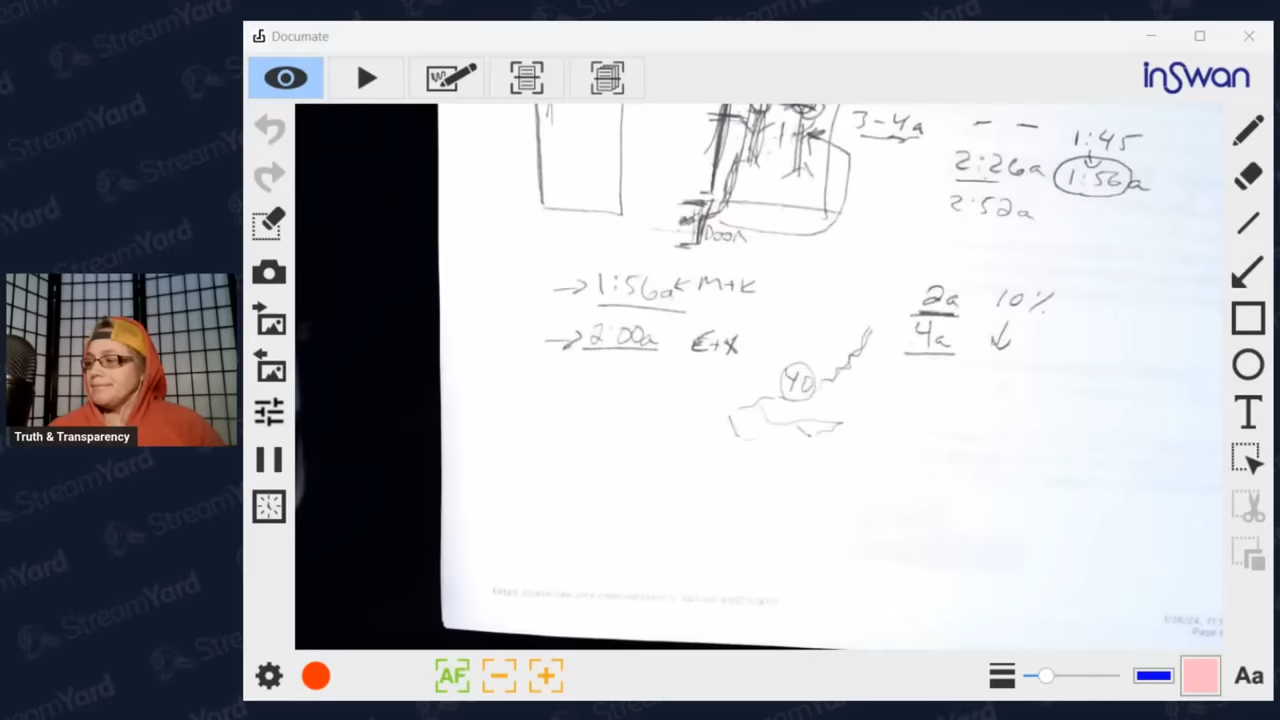 StreamYard
Documate
inSwan
3-4a
1:45
2:26a 1:56a
2:52a
Door
→ 1:56a K M+K
2a 10%
→ 2:00a E+X
4a ↓
40
Truth & Transparency
AF
T
Aa